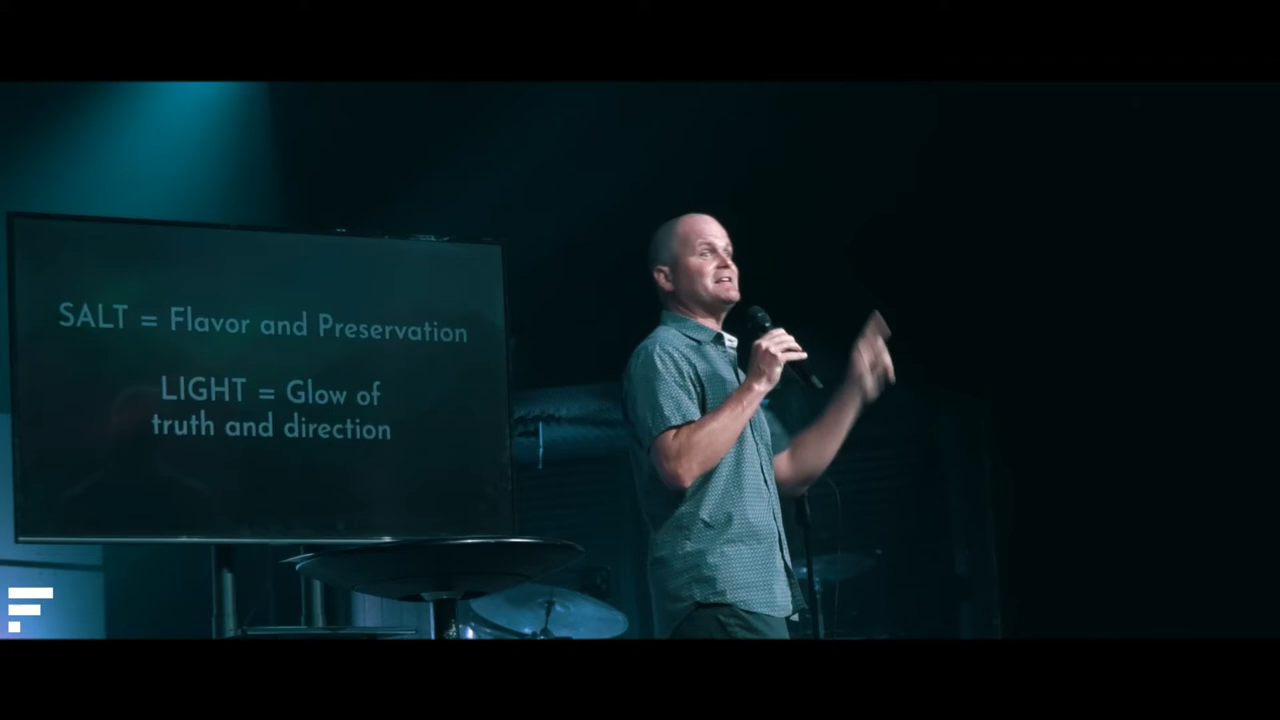 SALT = Flavor and Preservation
LIGHT = Glow of
truth and direction